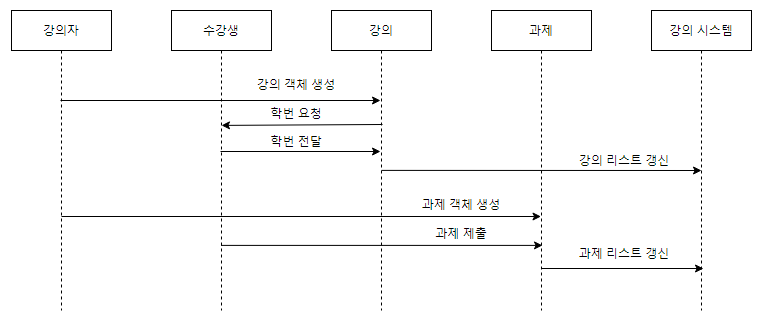 강의자
수강생
강의
과제
강의 시스템
강의 객체 생성
학번 요청
학번 전달
강의 리스트 갱신
과제 객체 생성
과제 제출
과제 리스트 갱신